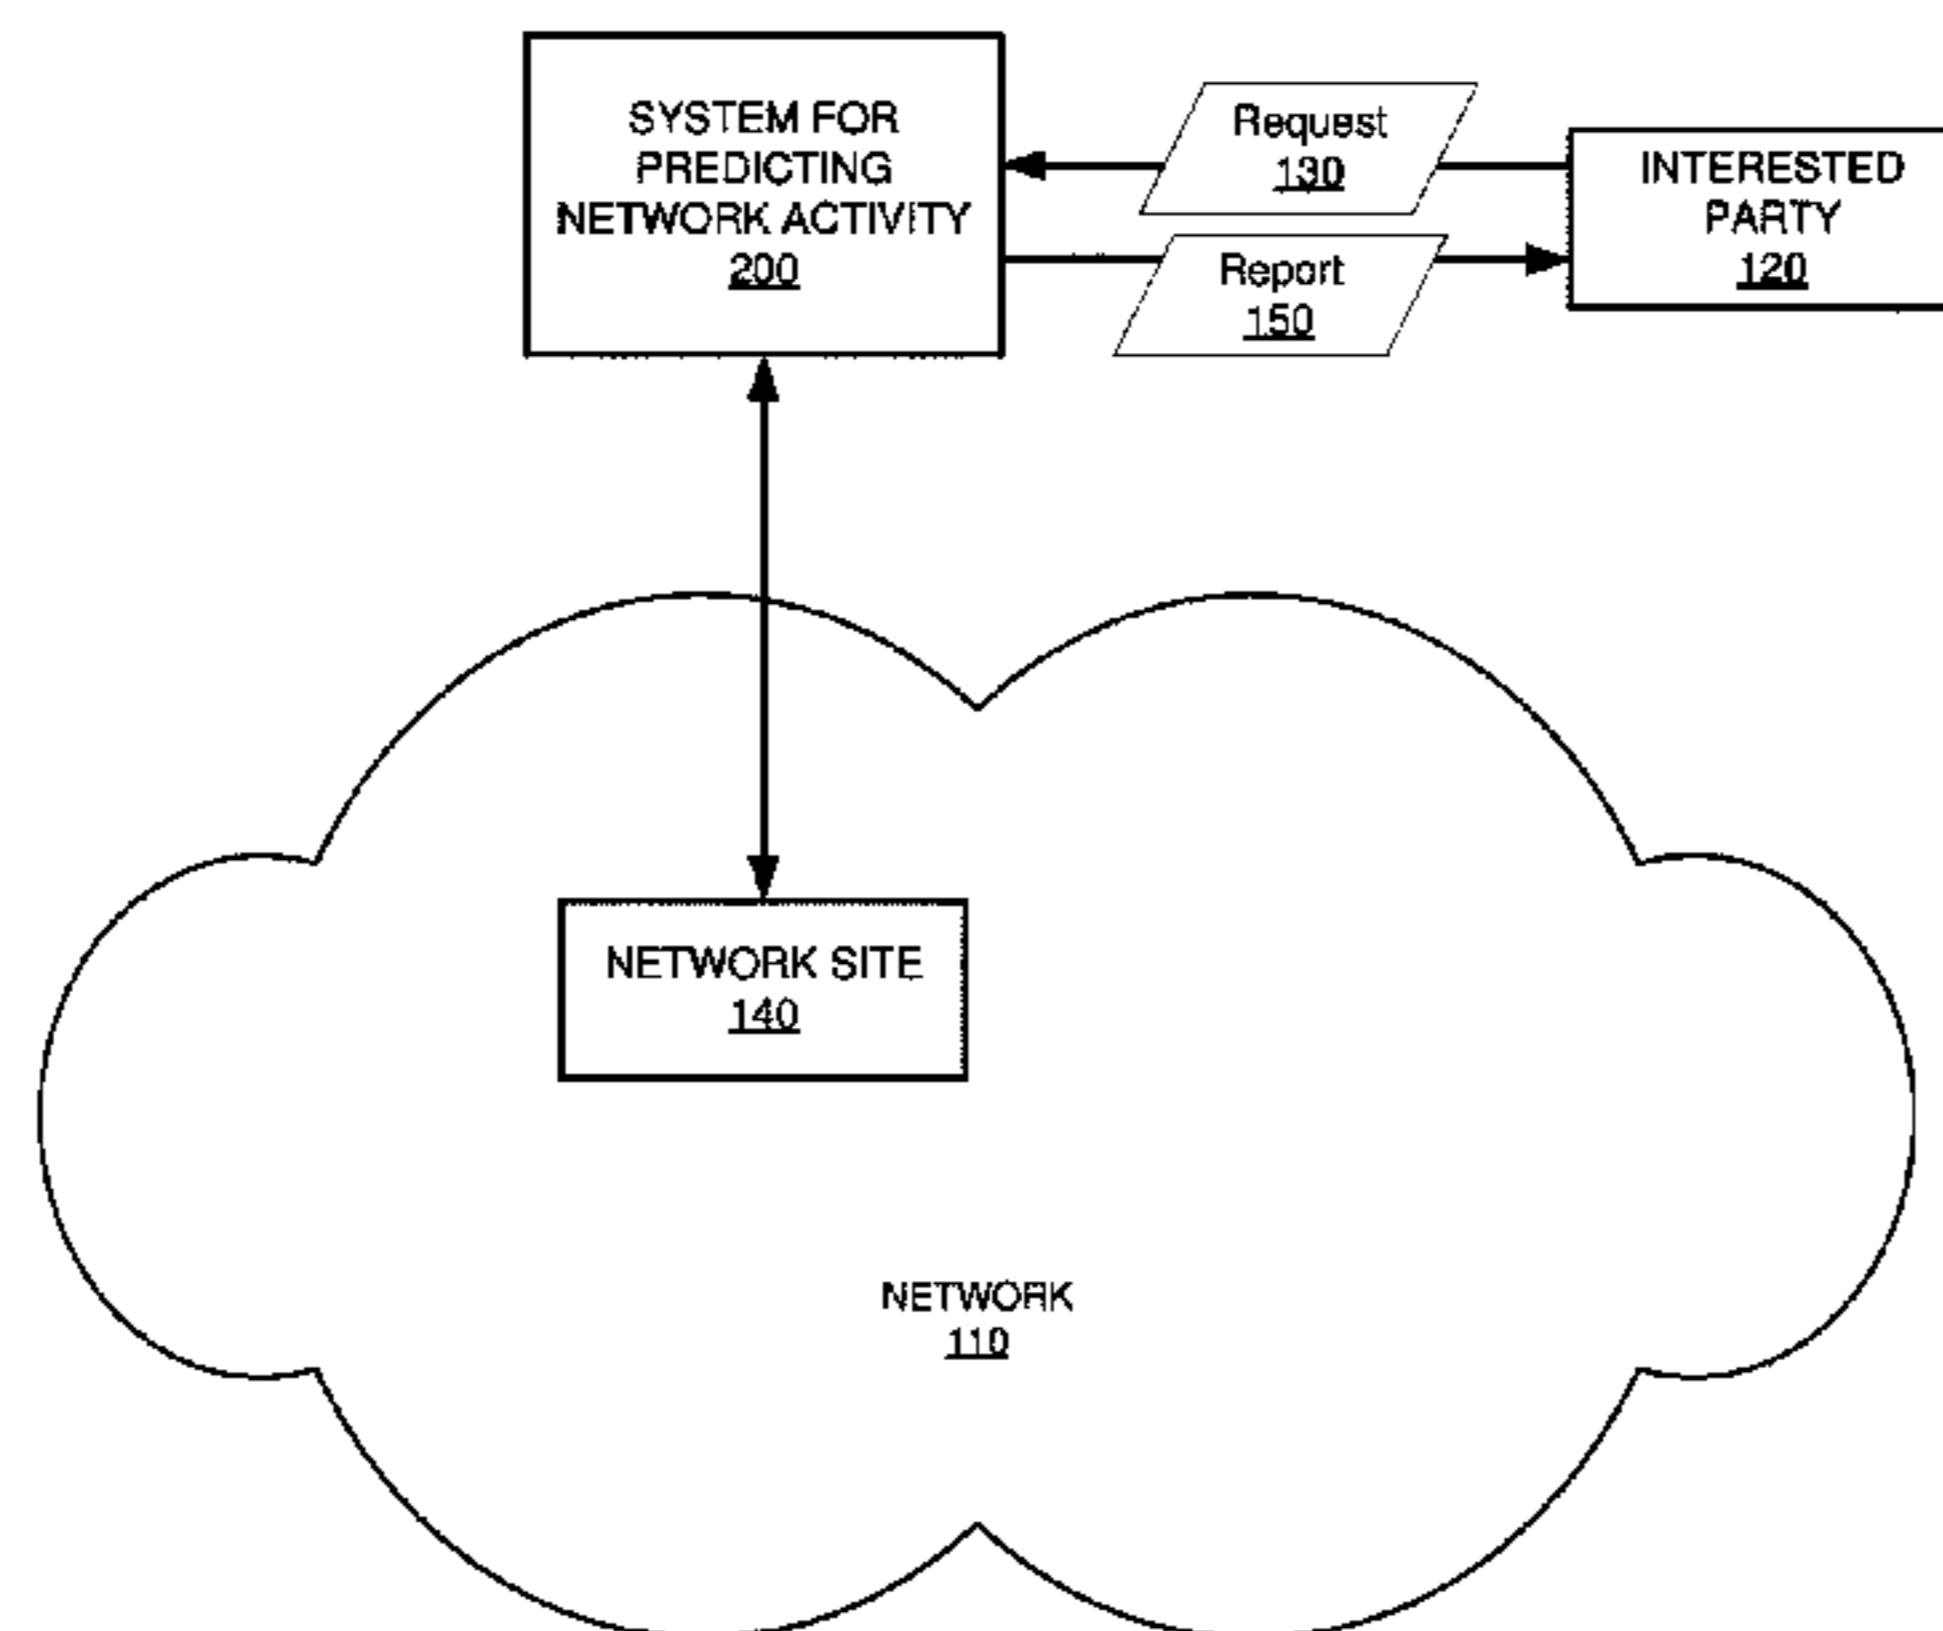 SYSTEM FOR
PREDICTING
NETWORK ACTIVITY
200
Request
130
Report
150
INTERESTED
PARTY
120
NETWORK SITE
140
NETWORK
110